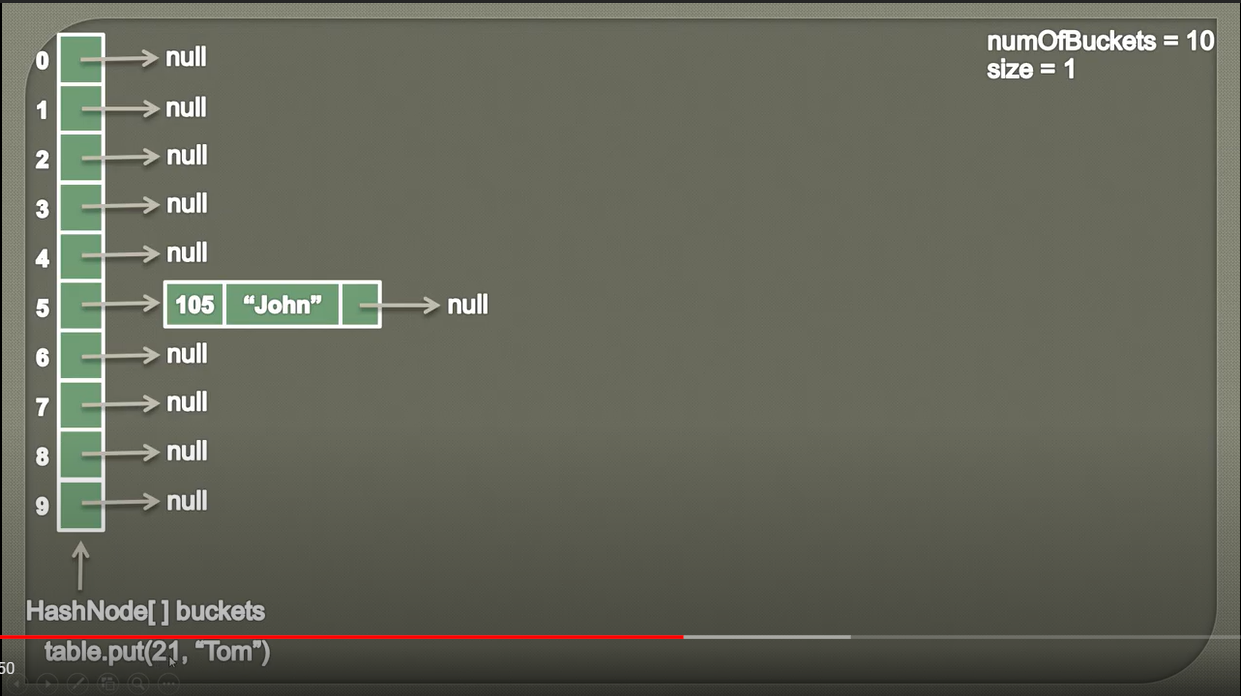 numOfBuckets = 10
size = 1
0 null
1 null
2 null
3 null
4 null
5 105 “John” null
6 null
7 null
8 null
9 null
HashNode[ ] buckets
table.put(21, “Tom”)
50